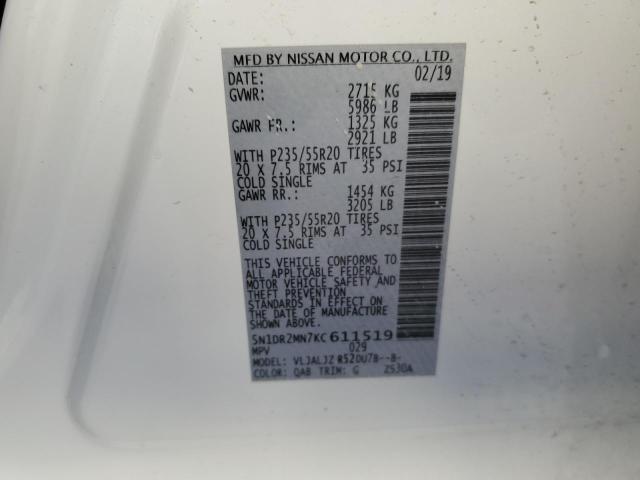 MFD BY NISSAN MOTOR CO., LTD.
DATE: 02/19
GVWR: 2715 KG
5986 LB
GAWR FR.: 1325 KG
2921 LB
WITH P235/55R20 TIRES
20 X 7.5 RIMS AT 35 PSI
COLD SINGLE
GAWR RR.: 1454 KG
3205 LB
WITH P235/55R20 TIRES
20 X 7.5 RIMS AT 35 PSI
COLD SINGLE
THIS VEHICLE CONFORMS TO
ALL APPLICABLE FEDERAL
MOTOR VEHICLE SAFETY AND
THEFT PREVENTION
STANDARDS IN EFFECT ON
THE DATE OF MANUFACTURE
SHOWN ABOVE.
5N1DR2MN7KC611519
MPV 029
MODEL: VLJALJZ R52DU7B--B-
COLOR: QAB TRIM: G Z530A